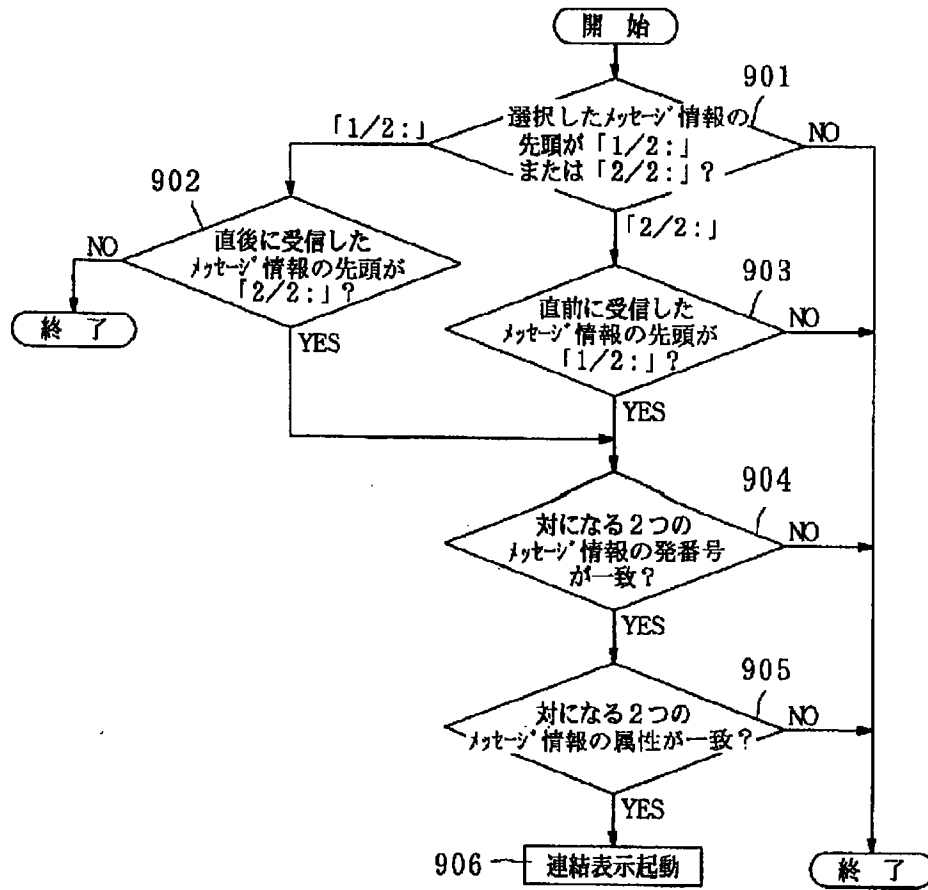 開 始
901
選択したメッセージ情報の
先頭が「1/2:」
または「2/2:」?
「1/2:」
NO
「2/2:」
902
直後に受信した
メッセージ情報の先頭が
「2/2:」?
NO
YES
終 了
903
直前に受信した
メッセージ情報の先頭が
「1/2:」?
NO
YES
904
対になる2つの
メッセージ情報の発番号
が一致?
NO
YES
905
対になる2つの
メッセージ情報の属性が一致?
NO
YES
906
連結表示起動
終 了